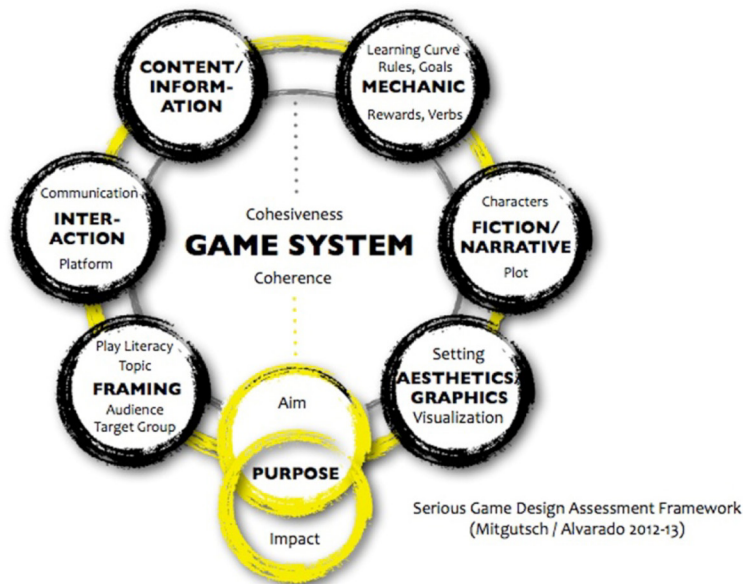 CONTENT/
INFORM-
ATION
Learning Curve
Rules, Goals
MECHANIC
Rewards, Verbs
Communication
INTER-
ACTION
Platform
Cohesiveness
GAME SYSTEM
Coherence
Characters
FICTION/
NARRATIVE
Plot
Play Literacy
Topic
FRAMING
Audience
Target Group
Aim
PURPOSE
Impact
Setting
AESTHETICS/
GRAPHICS
Visualization
Serious Game Design Assessment Framework
(Mitgutsch / Alvarado 2012-13)